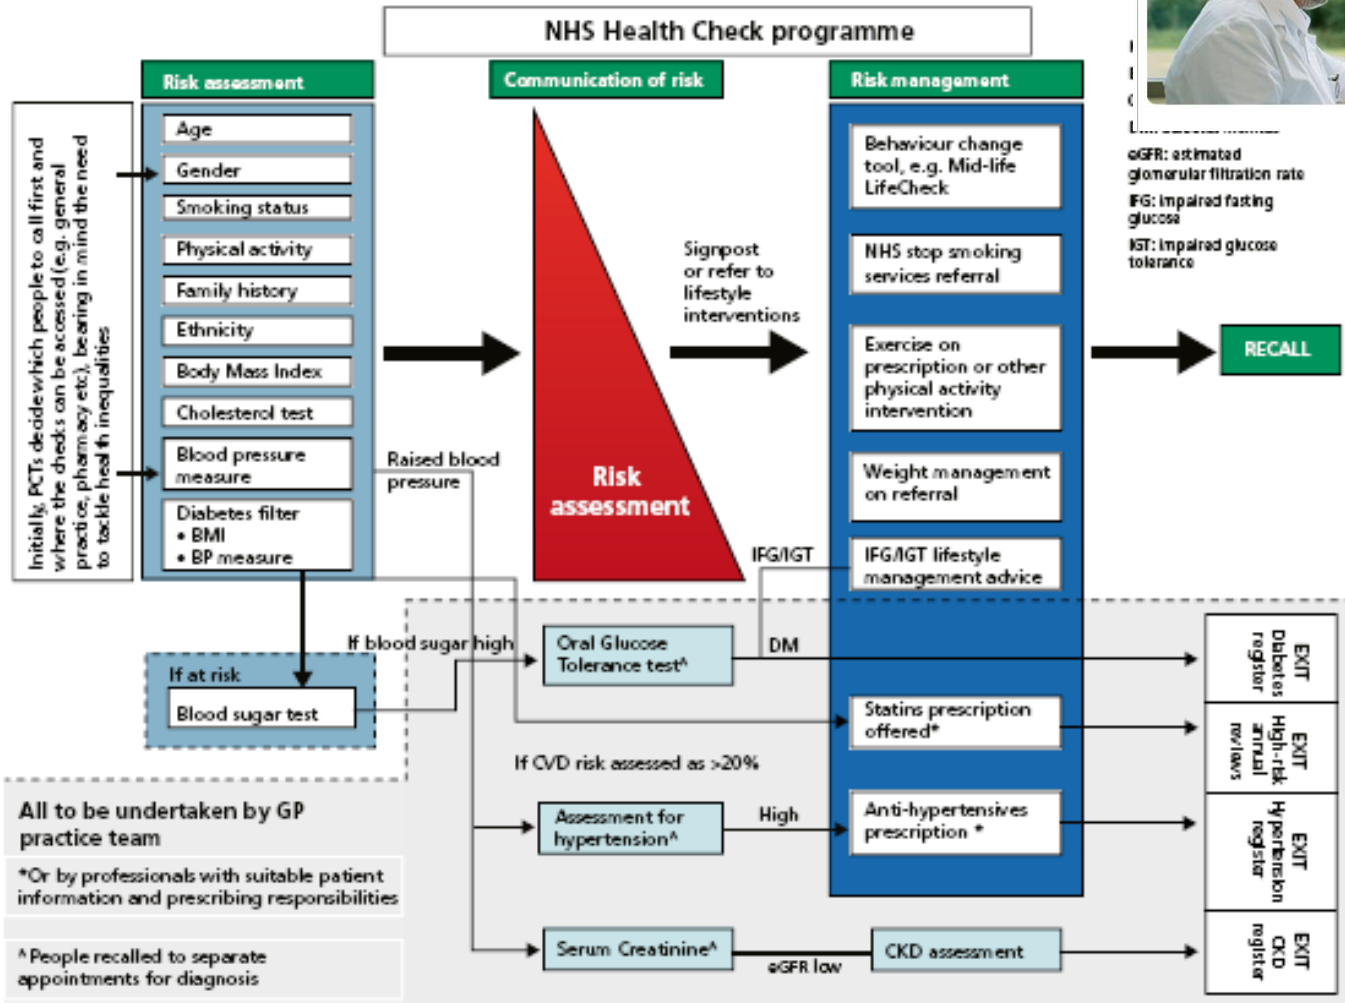 NHS Health Check programme
Risk assessment
Communication of risk
Risk management
Initially, PCTs decide which people to call first and
where the checks can be accessed (e.g. general
practice, pharmacy etc), bearing in mind the need
to tackle health inequalities
Age
Gender
Smoking status
Physical activity
Family history
Ethnicity
Body Mass Index
Cholesterol test
Blood pressure
measure
Diabetes filter
• BMI
• BP measure
Raised blood
pressure
Risk
assessment
Signpost
or refer to
lifestyle
interventions
Behaviour change
tool, e.g. Mid-life
LifeCheck
NHS stop smoking
services referral
Exercise on
prescription or other
physical activity
intervention
Weight management
on referral
IFG/IGT
IFG/IGT lifestyle
management advice
eGFR: estimated
glomerular filtration rate
IFG: impaired fasting
glucose
IGT: impaired glucose
tolerance
RECALL
If at risk
Blood sugar test
If blood sugar high
Oral Glucose
Tolerance test^
DM
Statins prescription
offered*
If CVD risk assessed as >20%
Assessment for
hypertension^
High
Anti-hypertensives
prescription *
Serum Creatinine^
eGFR low
CKD assessment
EXIT
Diabetes
register
EXIT
High-risk
annual
reviews
EXIT
Hypertension
register
EXIT
CKD
register
All to be undertaken by GP
practice team
*Or by professionals with suitable patient
information and prescribing responsibilities
^People recalled to separate
appointments for diagnosis